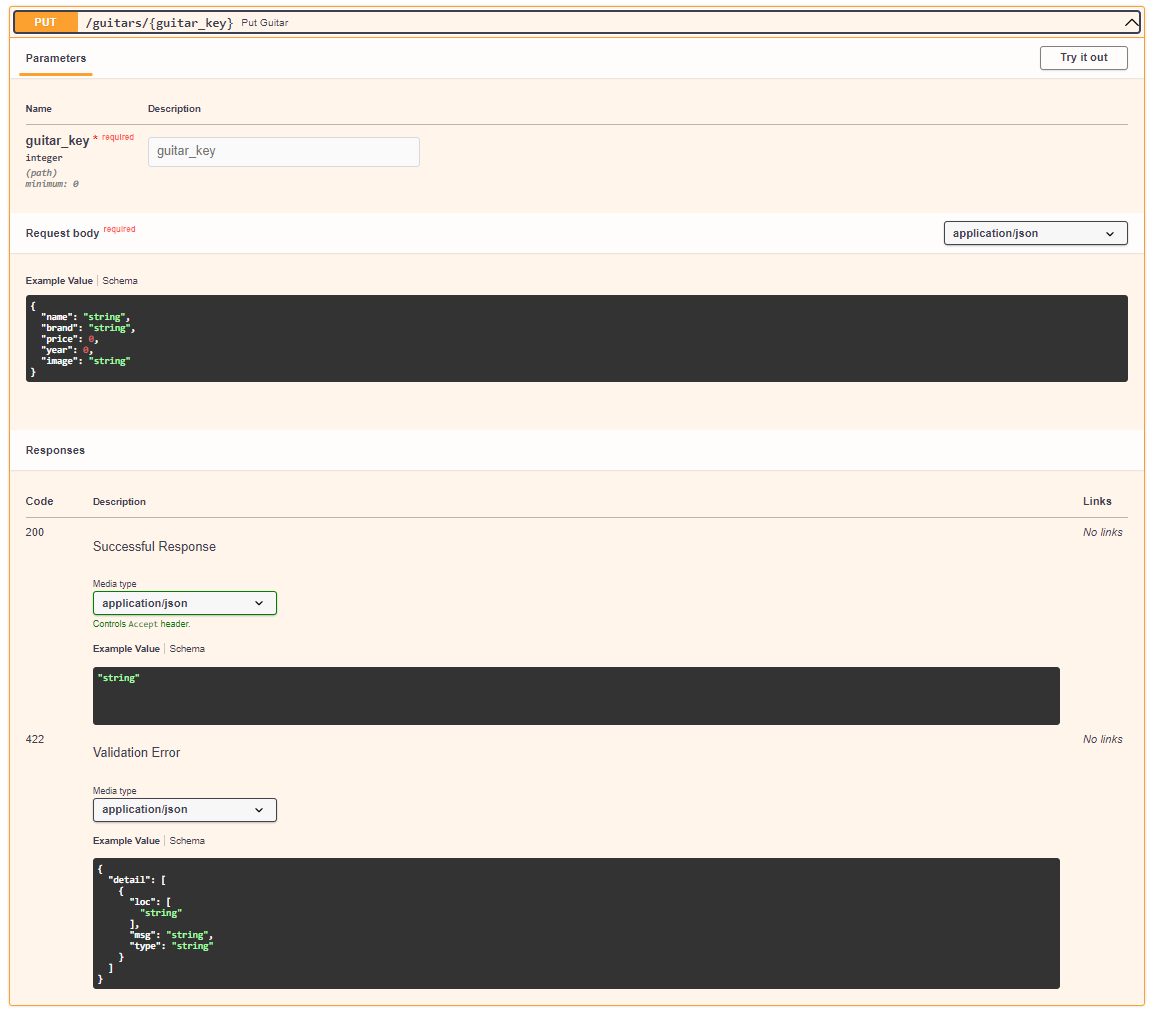 PUT /guitars/{guitar_key} Put Guitar
Parameters Try it out
Name Description
guitar_key * required guitar_key
integer
(path)
minimum: 0
Request body required application/json
Example Value Schema
{
  "name": "string",
  "brand": "string",
  "price": 0,
  "year": 0,
  "image": "string"
}
Responses
Code Description Links
200 No links
Successful Response
Media type
application/json
Controls Accept header.
Example Value Schema
"string"
422 No links
Validation Error
Media type
application/json
Example Value Schema
{
  "detail": [
    {
      "loc": [
        "string"
      ],
      "msg": "string",
      "type": "string"
    }
  ]
}